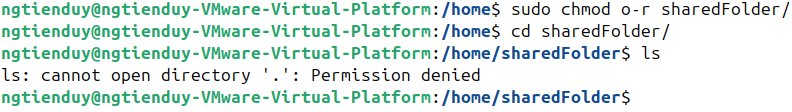 ngtienduy@ngtienduy-VMware-Virtual-Platform:/home$ sudo chmod o-r sharedFolder/
ngtienduy@ngtienduy-VMware-Virtual-Platform:/home$ cd sharedFolder/
ngtienduy@ngtienduy-VMware-Virtual-Platform:/home/sharedFolder$ ls
ls: cannot open directory '.': Permission denied
ngtienduy@ngtienduy-VMware-Virtual-Platform:/home/sharedFolder$